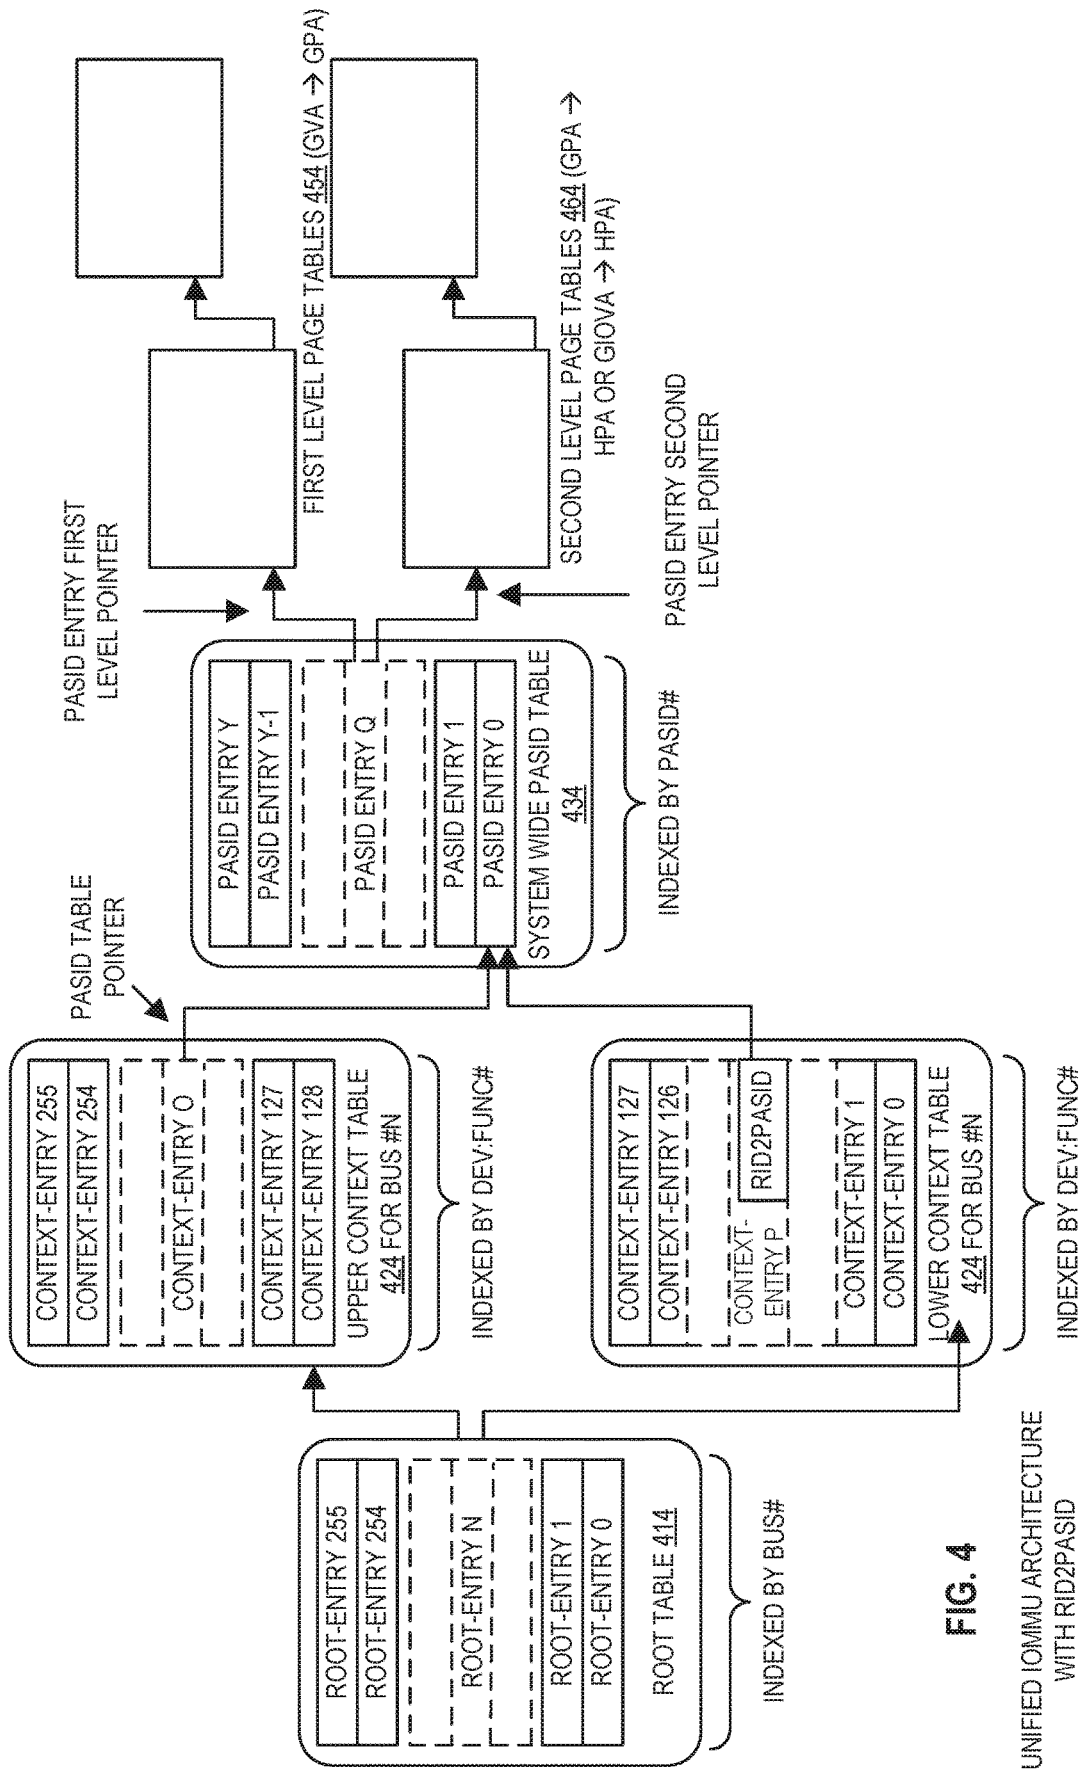 ROOT-ENTRY 255
ROOT-ENTRY 254
ROOT-ENTRY N
ROOT-ENTRY 1
ROOT-ENTRY 0
ROOT TABLE 414
INDEXED BY BUS#
CONTEXT-ENTRY 255
CONTEXT-ENTRY 254
CONTEXT-ENTRY O
CONTEXT-ENTRY 127
CONTEXT-ENTRY 128
UPPER CONTEXT TABLE
424 FOR BUS #N
INDEXED BY DEV:FUNC#
CONTEXT-ENTRY 127
CONTEXT-ENTRY 126
CONTEXT-
ENTRY P
RID2PASID
CONTEXT-ENTRY 1
CONTEXT-ENTRY 0
LOWER CONTEXT TABLE
424 FOR BUS #N
INDEXED BY DEV:FUNC#
PASID TABLE
POINTER
PASID ENTRY Y
PASID ENTRY Y-1
PASID ENTRY Q
PASID ENTRY 1
PASID ENTRY 0
SYSTEM WIDE PASID TABLE
434
INDEXED BY PASID#
PASID ENTRY FIRST
LEVEL POINTER
FIRST LEVEL PAGE TABLES 454 (GVA → GPA)
SECOND LEVEL PAGE TABLES 464 (GPA →
HPA OR GIOVA → HPA)
PASID ENTRY SECOND
LEVEL POINTER
FIG. 4
UNIFIED IOMMU ARCHITECTURE
WITH RID2PASID